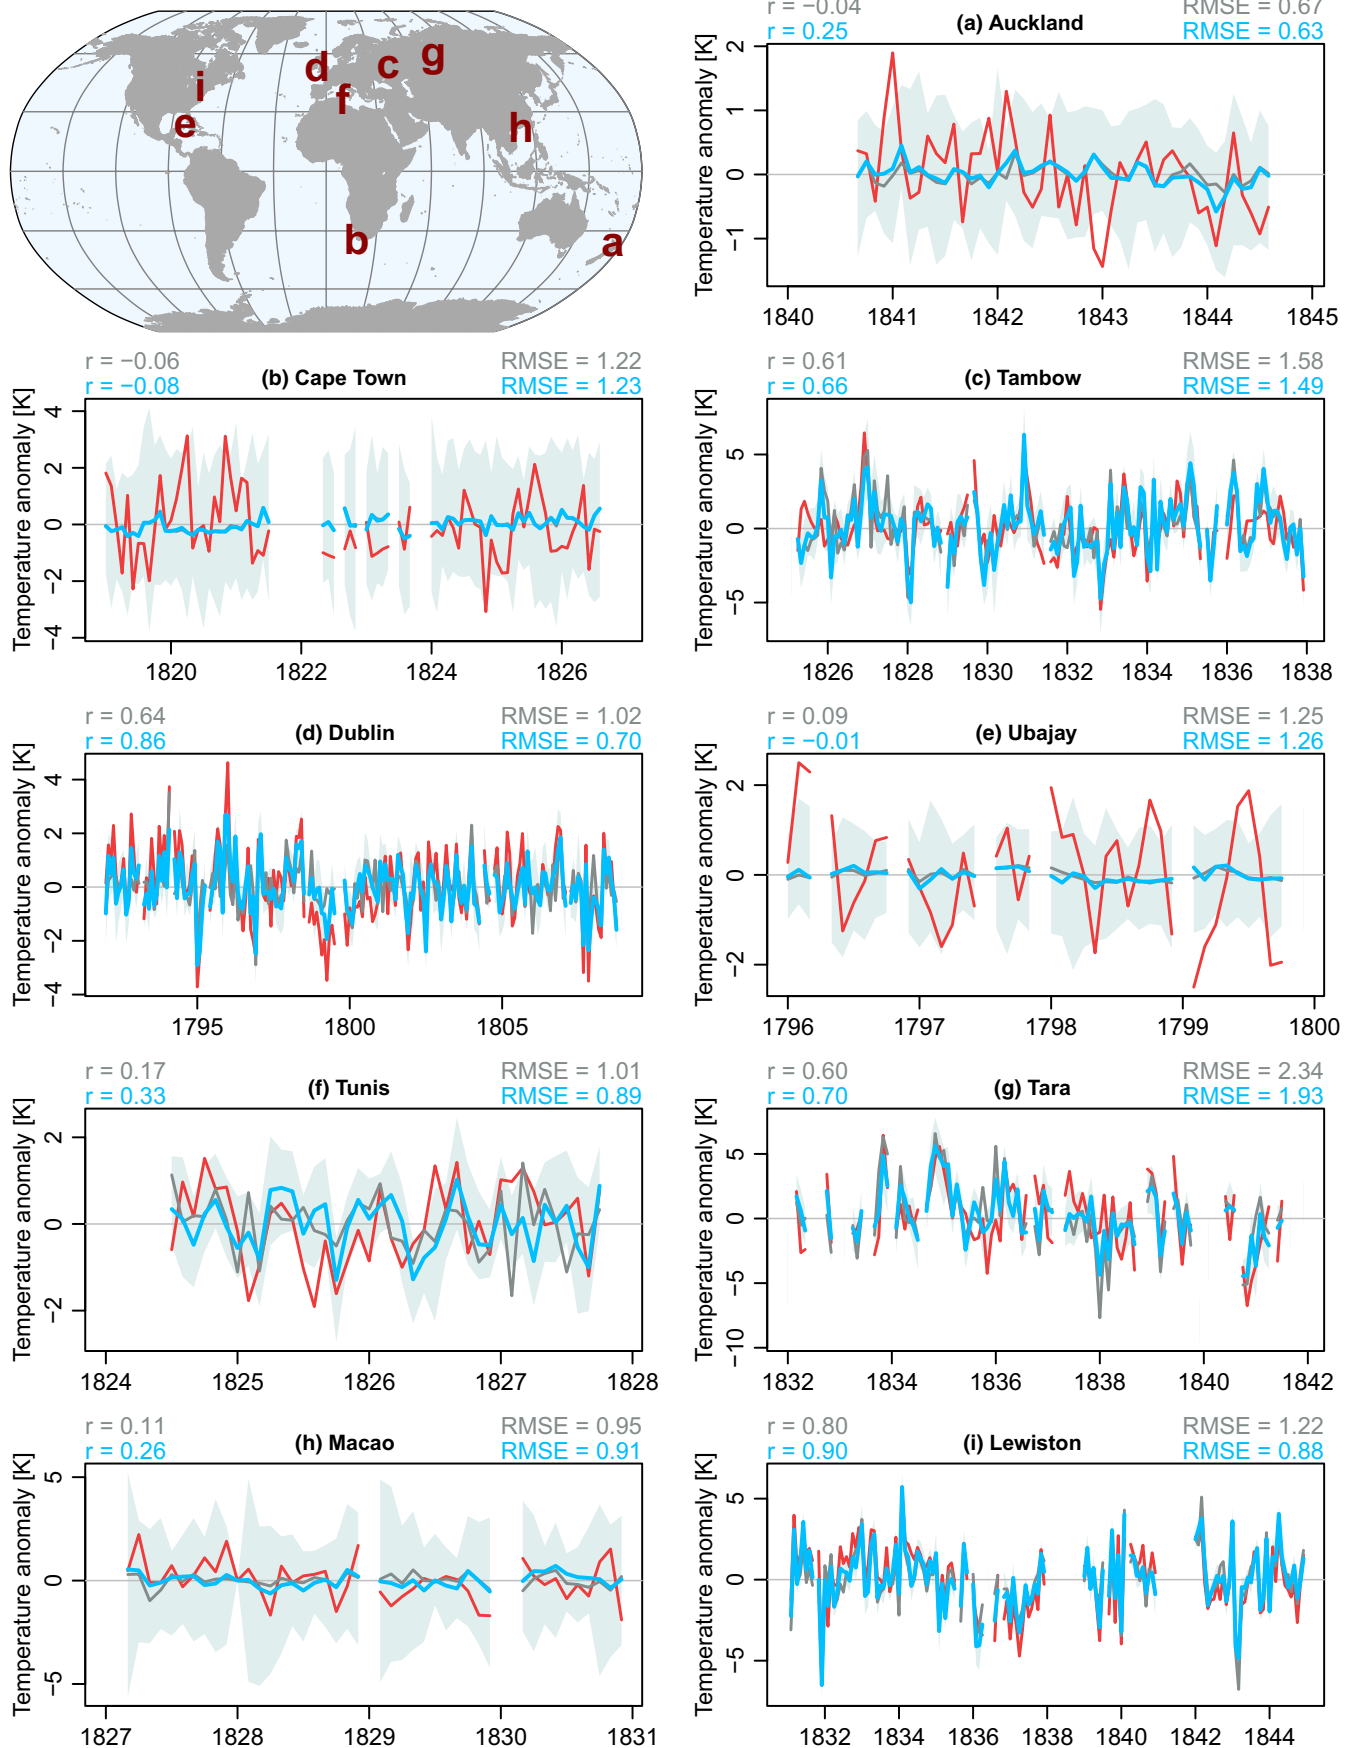 d
c
g
i
f
e
h
b
a
r = −0.04
RMSE = 0.67
r = 0.25
(a) Auckland
RMSE = 0.63
Temperature anomaly [K]
2
1
0
−1
1840 1841 1842 1843 1844 1845
r = −0.06
RMSE = 1.22
r = −0.08
(b) Cape Town
RMSE = 1.23
Temperature anomaly [K]
4
2
0
−2
−4
1820 1822 1824 1826
r = 0.61
RMSE = 1.58
r = 0.66
(c) Tambow
RMSE = 1.49
Temperature anomaly [K]
5
0
−5
1826 1828 1830 1832 1834 1836 1838
r = 0.64
RMSE = 1.02
r = 0.86
(d) Dublin
RMSE = 0.70
Temperature anomaly [K]
4
2
0
−2
−4
1795 1800 1805
r = 0.09
RMSE = 1.25
r = −0.01
(e) Ubajay
RMSE = 1.26
Temperature anomaly [K]
2
0
−2
1796 1797 1798 1799 1800
r = 0.17
RMSE = 1.01
r = 0.33
(f) Tunis
RMSE = 0.89
Temperature anomaly [K]
2
0
−2
1824 1825 1826 1827 1828
r = 0.60
RMSE = 2.34
r = 0.70
(g) Tara
RMSE = 1.93
Temperature anomaly [K]
5
0
−5
−10
1832 1834 1836 1838 1840 1842
r = 0.11
RMSE = 0.95
r = 0.26
(h) Macao
RMSE = 0.91
Temperature anomaly [K]
5
0
−5
1827 1828 1829 1830 1831
r = 0.80
RMSE = 1.22
r = 0.90
(i) Lewiston
RMSE = 0.88
Temperature anomaly [K]
5
0
−5
1832 1834 1836 1838 1840 1842 1844